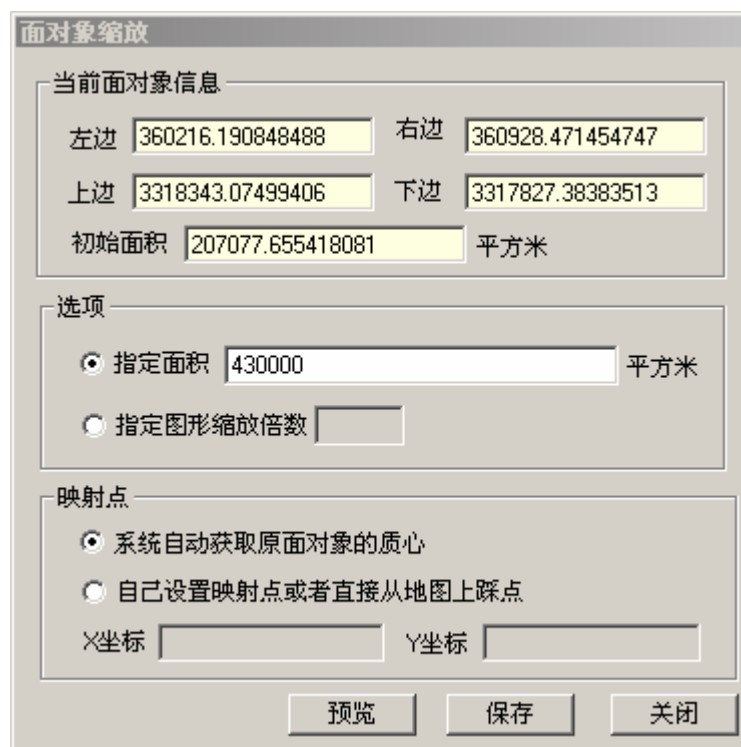 面对象缩放
当前面对象信息
左边 360216.190848488 右边 360928.471454747
上边 3318343.07499406 下边 3317827.38383513
初始面积 207077.655418081 平方米
选项
指定面积 430000 平方米
指定图形缩放倍数
映射点
系统自动获取原面对象的质心
自己设置映射点或者直接从地图上踩点
X坐标 Y坐标
预览 保存 关闭